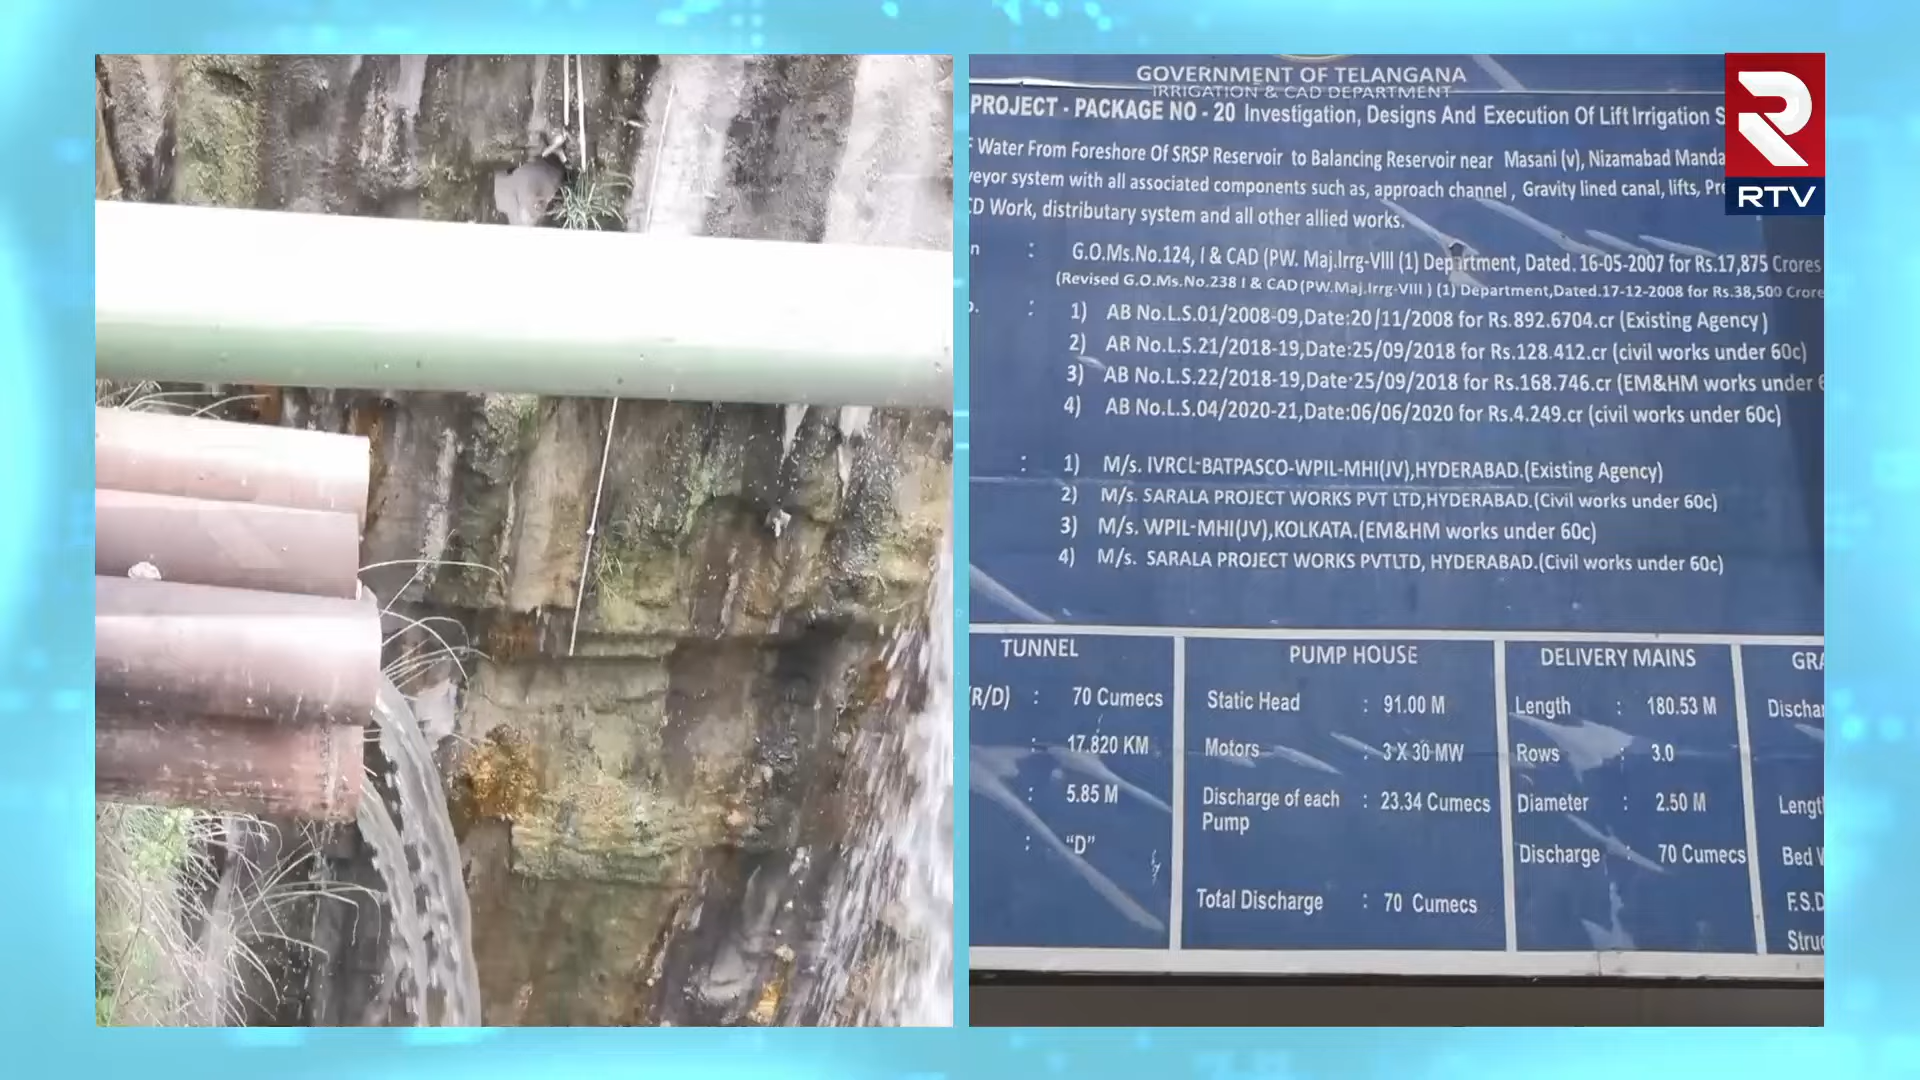 GOVERNMENT OF TELANGANA
IRRIGATION & CAD DEPARTMENT
PROJECT - PACKAGE NO - 20 Investigation, Designs And Execution Of Lift Irrigation S
Water From Foreshore Of SRSP Reservoir to Balancing Reservoir near Masani (v), Nizamabad Manda
veyor system with all associated components such as, approach channel, Gravity lined canal, lifts, Pre
CD Work, distributary system and all other allied works.
n : G.O.Ms.No.124, I & CAD (PW. Maj.Irrg-VIII (1) Department, Dated. 16-05-2007 for Rs.17,875 Crores
(Revised G.O.Ms.No.238 I & CAD (PW.Maj.Irrg-VIII ) (1) Department,Dated.17-12-2008 for Rs.38,500 Crore
: 1) AB No.L.S.01/2008-09,Date:20/11/2008 for Rs.892.6704.cr (Existing Agency)
2) AB No.L.S.21/2018-19,Date:25/09/2018 for Rs.128.412.cr (civil works under 60c)
3) AB No.L.S.22/2018-19,Date:25/09/2018 for Rs.168.746.cr (EM&HM works under 6
4) AB No.L.S.04/2020-21,Date:06/06/2020 for Rs.4.249.cr (civil works under 60c)
: 1) M/s. IVRCL-BATPASCO-WPIL-MHI(JV),HYDERABAD.(Existing Agency)
2) M/s. SARALA PROJECT WORKS PVT LTD,HYDERABAD.(Civil works under 60c)
3) M/s. WPIL-MHI(JV),KOLKATA.(EM&HM works under 60c)
4) M/s. SARALA PROJECT WORKS PVTLTD, HYDERABAD.(Civil works under 60c)
TUNNEL
(R/D) : 70 Cumecs
: 17.820 KM
: 5.85 M
: “D”
PUMP HOUSE
Static Head : 91.00 M
Motors : 3 X 30 MW
Discharge of each Pump : 23.34 Cumecs
Total Discharge : 70 Cumecs
DELIVERY MAINS
Length : 180.53 M
Rows : 3.0
Diameter : 2.50 M
Discharge : 70 Cumecs
GRA
Dischar
Lengt
Bed W
F.S.D
Struc
RTV